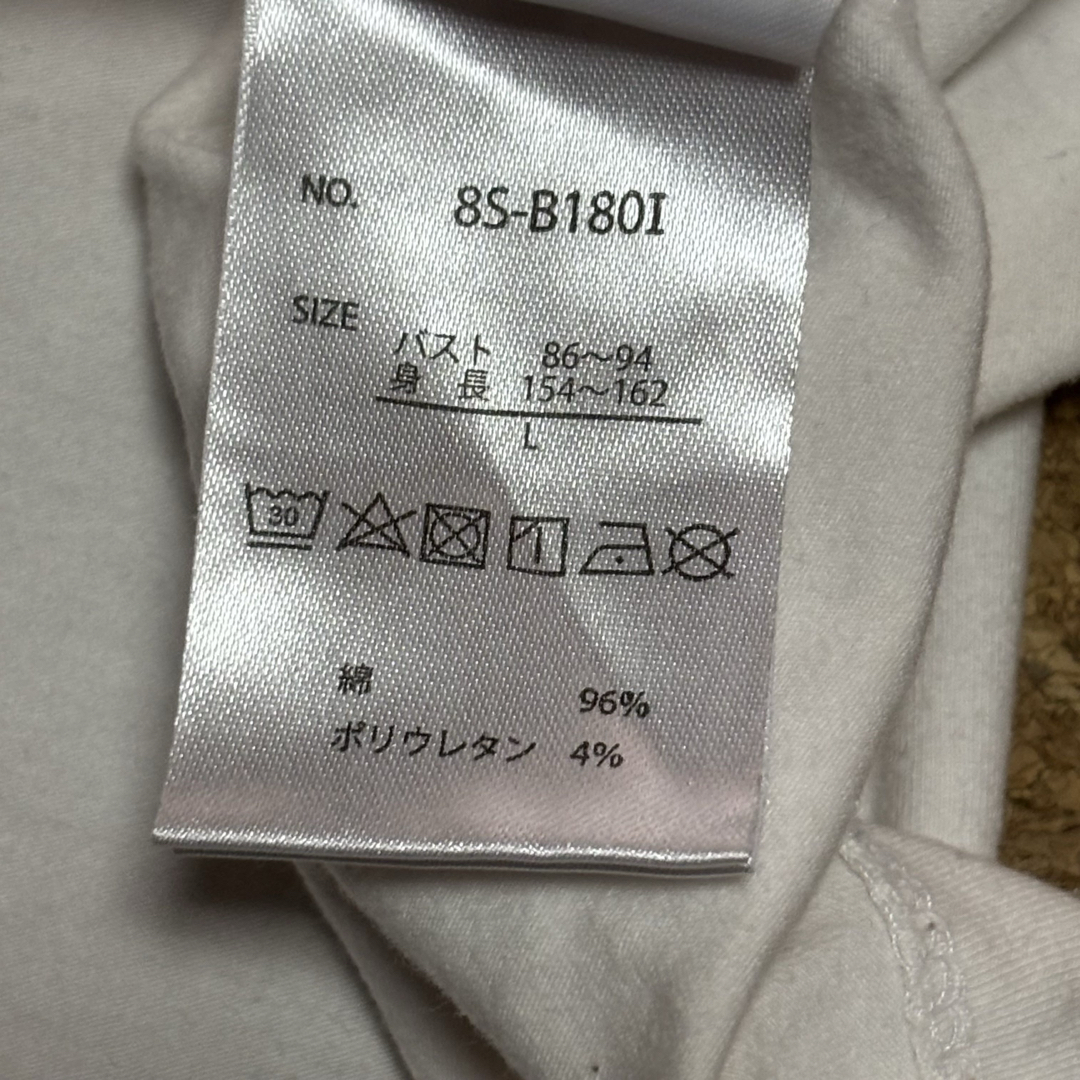 NO. 8S-B180I
SIZE
バスト 86～94
身 長 154～162
L
30
綿 96%
ポリウレタン 4%